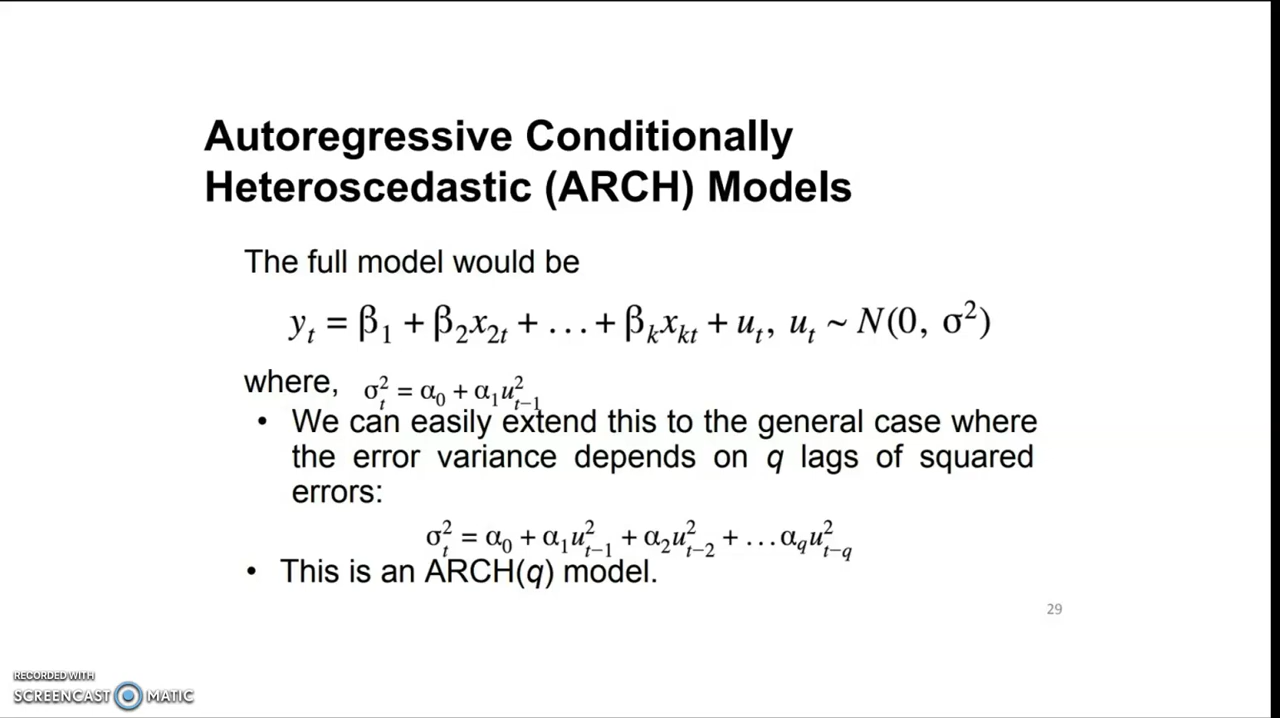 Autoregressive Conditionally
Heteroscedastic (ARCH) Models
The full model would be
yₜ = β₁ + β₂x₂ₜ + … + βₖxₖₜ + uₜ, uₜ ~ N(0, σ²)
where, σₜ² = α₀ + α₁u²ₜ₋₁
• We can easily extend this to the general case where
the error variance depends on q lags of squared
errors:
σₜ² = α₀ + α₁u²ₜ₋₁ + α₂u²ₜ₋₂ + …α_q u²_{t−q}
• This is an ARCH(q) model.
29
RECORDED WITH
SCREENCAST MATIC